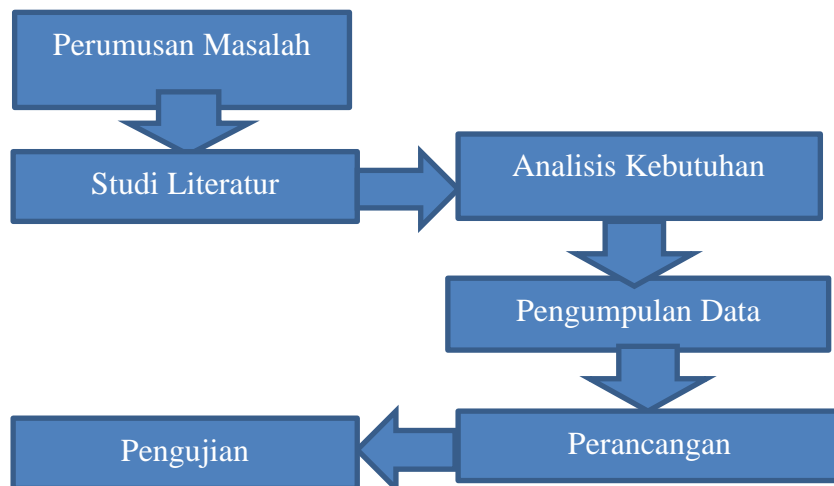 Perumusan Masalah
Studi Literatur
Analisis Kebutuhan
Pengumpulan Data
Perancangan
Pengujian